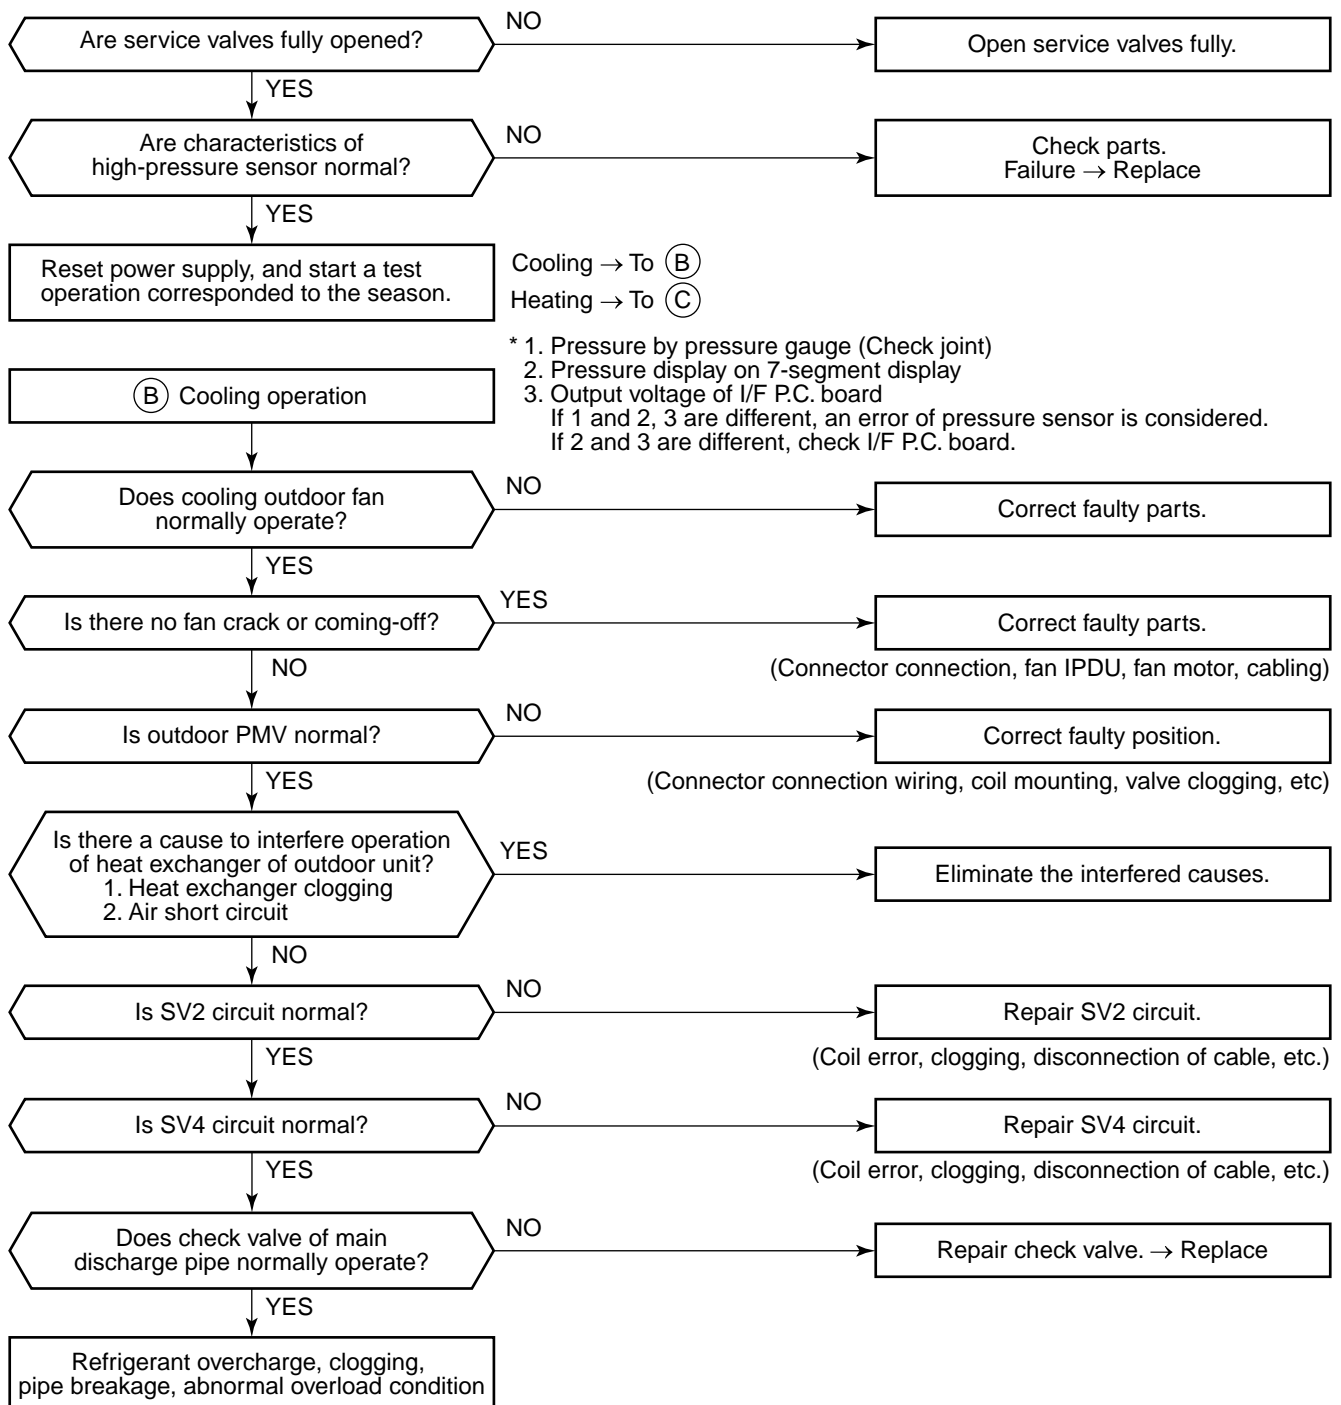 Are service valves fully opened?
NO
Open service valves fully.
YES
Are characteristics of
high-pressure sensor normal?
NO
Check parts.
Failure → Replace
YES
Reset power supply, and start a test
operation corresponded to the season.
Cooling → To Ⓑ
Heating → To Ⓒ
* 1. Pressure by pressure gauge (Check joint)
2. Pressure display on 7-segment display
3. Output voltage of I/F P.C. board
If 1 and 2, 3 are different, an error of pressure sensor is considered.
If 2 and 3 are different, check I/F P.C. board.
Ⓑ Cooling operation
Does cooling outdoor fan
normally operate?
NO
Correct faulty parts.
YES
Is there no fan crack or coming-off?
YES
Correct faulty parts.
(Connector connection, fan IPDU, fan motor, cabling)
NO
Is outdoor PMV normal?
NO
Correct faulty position.
(Connector connection wiring, coil mounting, valve clogging, etc)
YES
Is there a cause to interfere operation
of heat exchanger of outdoor unit?
1. Heat exchanger clogging
2. Air short circuit
YES
Eliminate the interfered causes.
NO
Is SV2 circuit normal?
NO
Repair SV2 circuit.
(Coil error, clogging, disconnection of cable, etc.)
YES
Is SV4 circuit normal?
NO
Repair SV4 circuit.
(Coil error, clogging, disconnection of cable, etc.)
YES
Does check valve of main
discharge pipe normally operate?
NO
Repair check valve. → Replace
YES
Refrigerant overcharge, clogging,
pipe breakage, abnormal overload condition